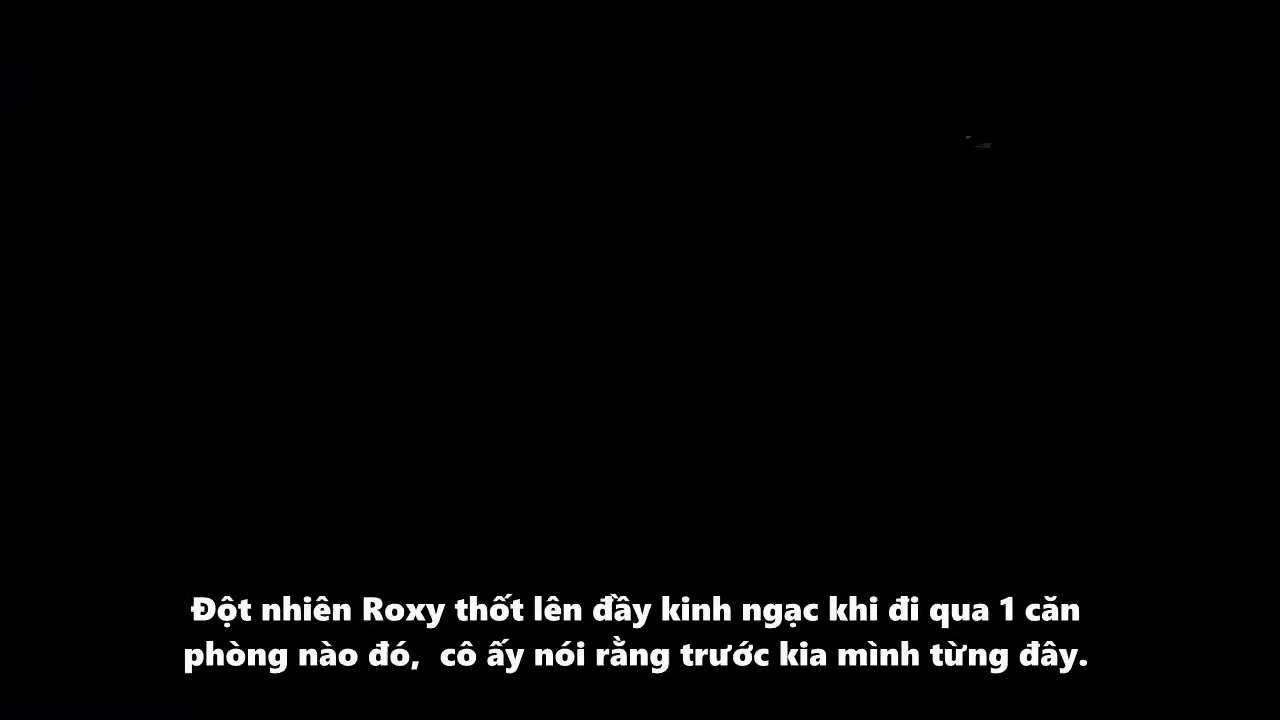 Đột nhiên Roxy thốt lên đầy kinh ngạc khi đi qua 1 căn
phòng nào đó,  cô ấy nói rằng trước kia mình từng đây.